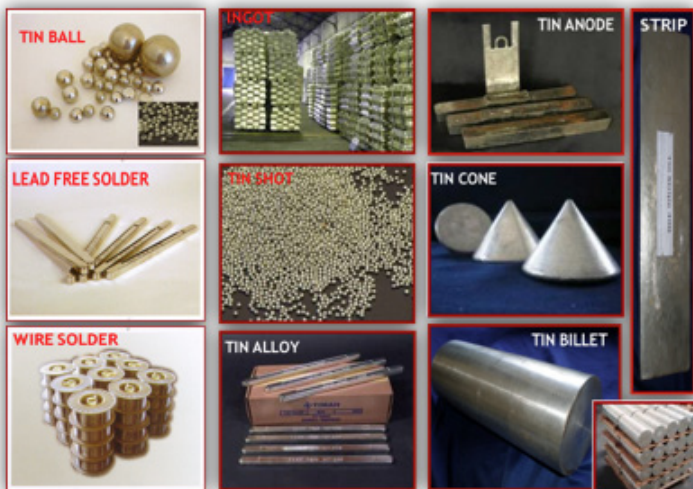 TIN BALL
INGOT
TIN ANODE
STRIP
LEAD FREE SOLDER
TIN SHOT
TIN CONE
WIRE SOLDER
TIN ALLOY
TIN BILLET
TIMAH